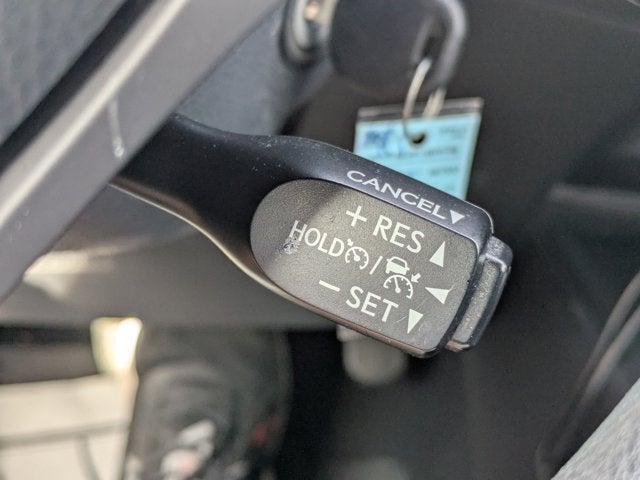 CANCEL
+ RES
HOLD /
− SET